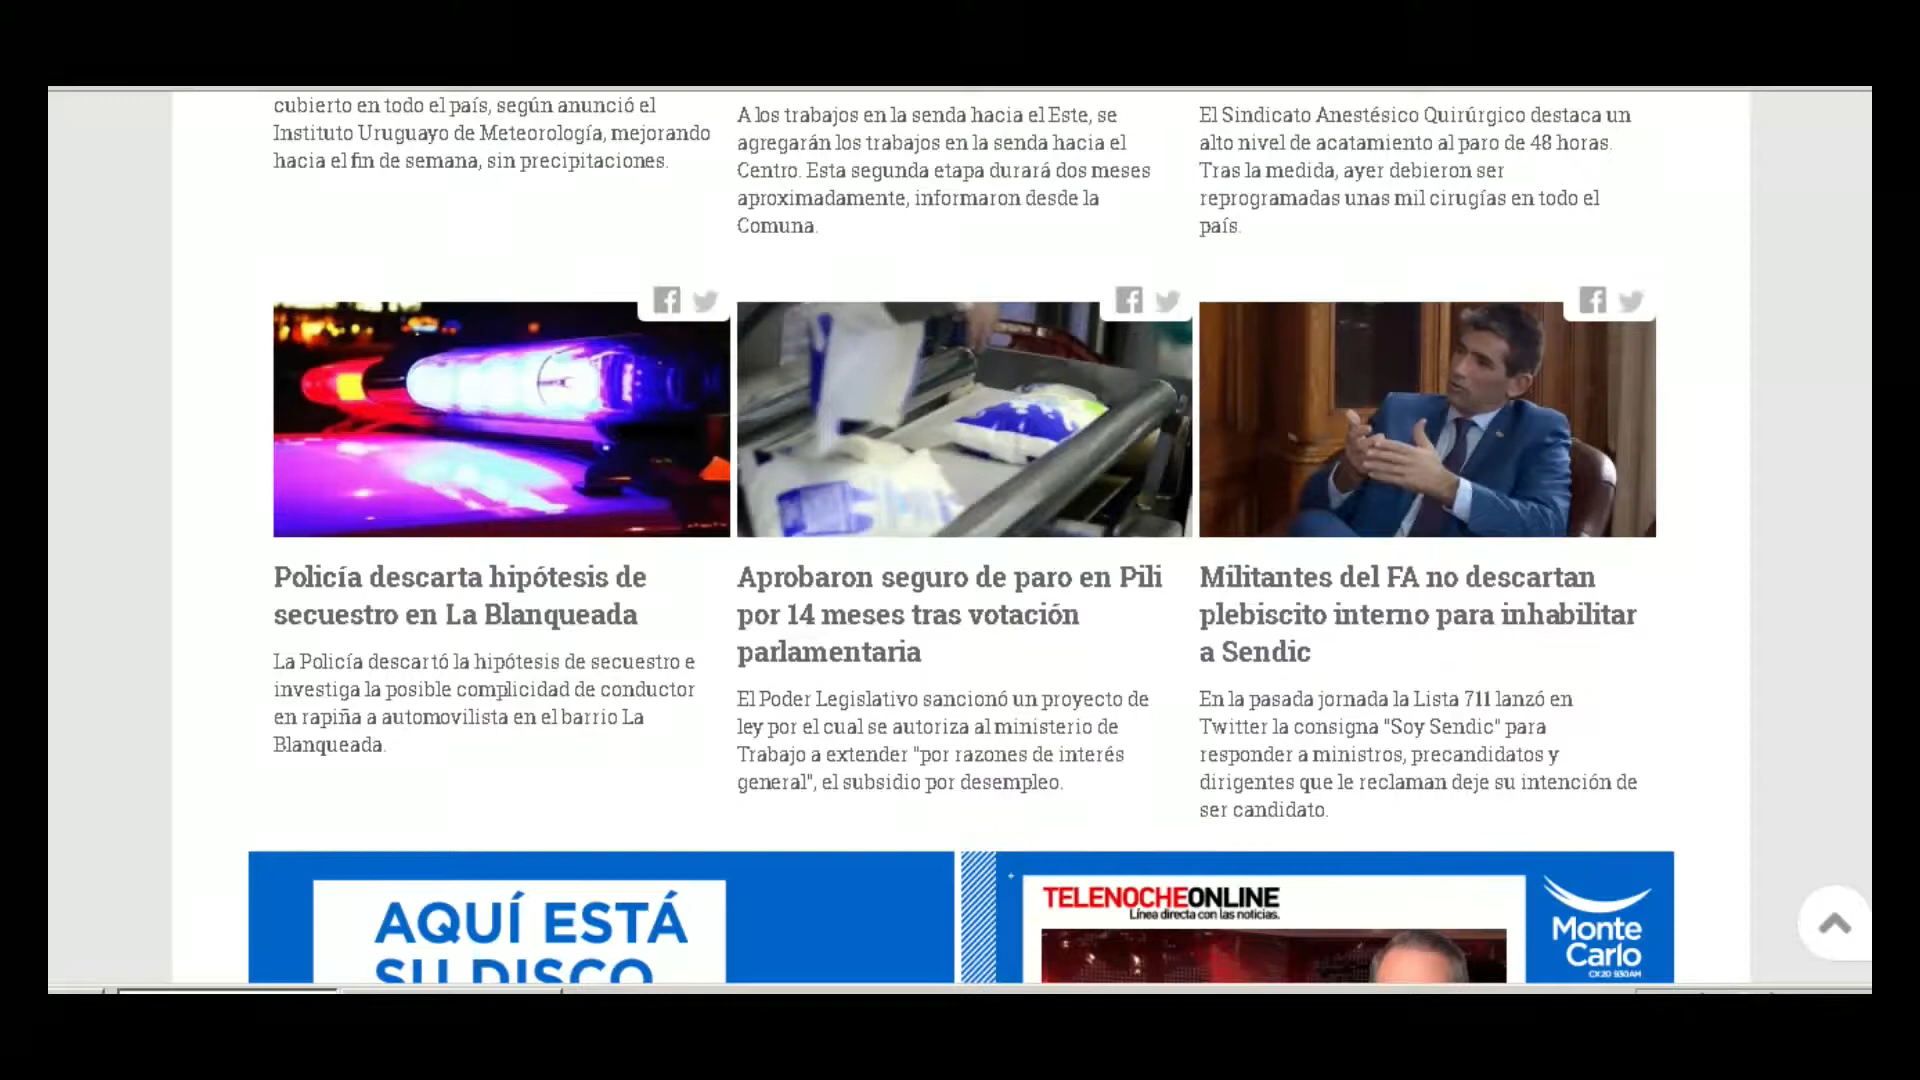 cubierto en todo el país, según anunció el
Instituto Uruguayo de Meteorología, mejorando
hacia el fin de semana, sin precipitaciones.
A los trabajos en la senda hacia el Este, se
agregarán los trabajos en la senda hacia el
Centro. Esta segunda etapa durará dos meses
aproximadamente, informaron desde la
Comuna.
El Sindicato Anestésico Quirúrgico destaca un
alto nivel de acatamiento al paro de 48 horas.
Tras la medida, ayer debieron ser
reprogramadas unas mil cirugías en todo el
país.
Policía descarta hipótesis de
secuestro en La Blanqueada
La Policía descartó la hipótesis de secuestro e
investiga la posible complicidad de conductor
en rapiña a automovilista en el barrio La
Blanqueada.
Aprobaron seguro de paro en Pili
por 14 meses tras votación
parlamentaria
El Poder Legislativo sancionó un proyecto de
ley por el cual se autoriza al ministerio de
Trabajo a extender "por razones de interés
general", el subsidio por desempleo.
Militantes del FA no descartan
plebiscito interno para inhabilitar
a Sendic
En la pasada jornada la Lista 711 lanzó en
Twitter la consigna "Soy Sendic" para
responder a ministros, precandidatos y
dirigentes que le reclaman deje su intención de
ser candidato.
AQUÍ ESTÁ
SU DISCO
TELENOCHEONLINE
Línea directa con las noticias.
Monte
Carlo
CX20 930AM